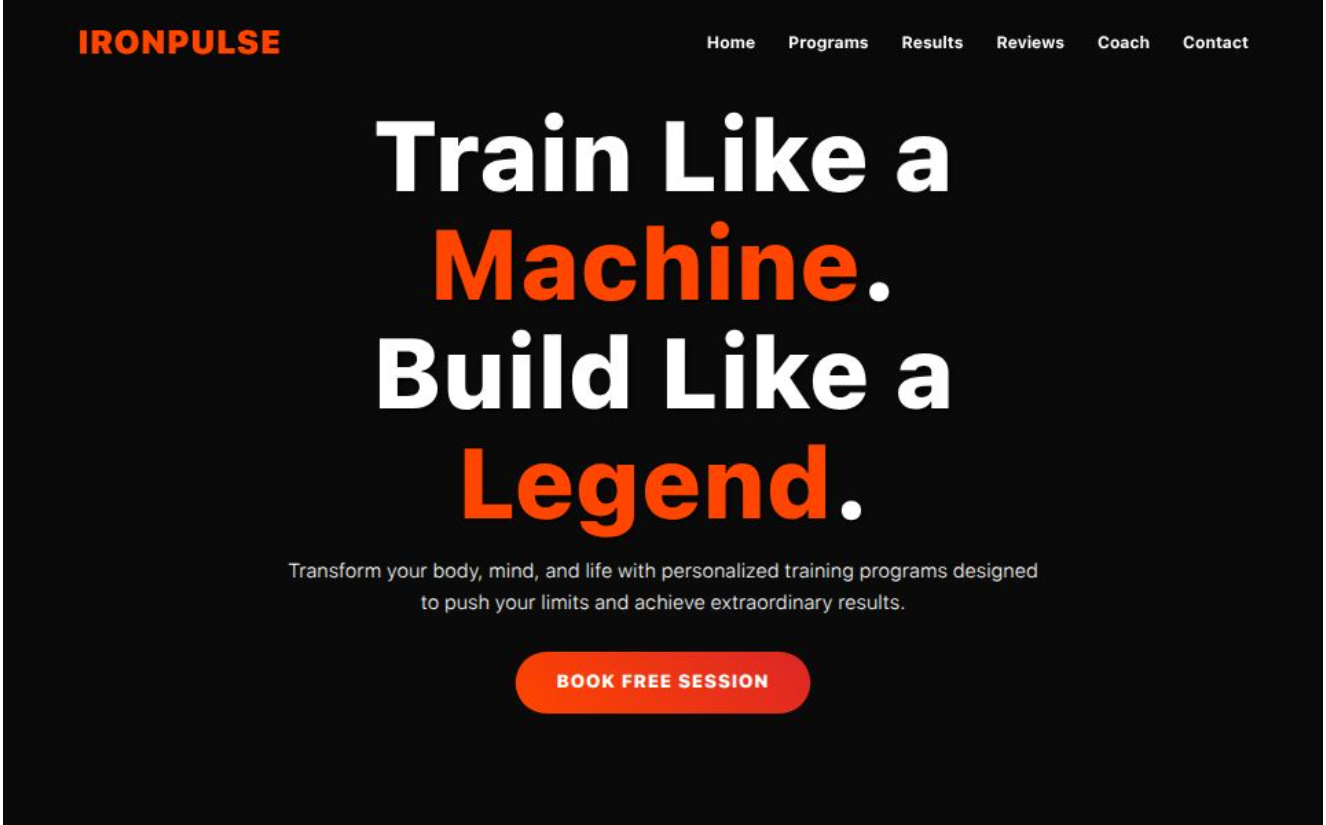 IRONPULSE
Home Programs Results Reviews Coach Contact
Train Like a
Machine.
Build Like a
Legend.
Transform your body, mind, and life with personalized training programs designed
to push your limits and achieve extraordinary results.
BOOK FREE SESSION